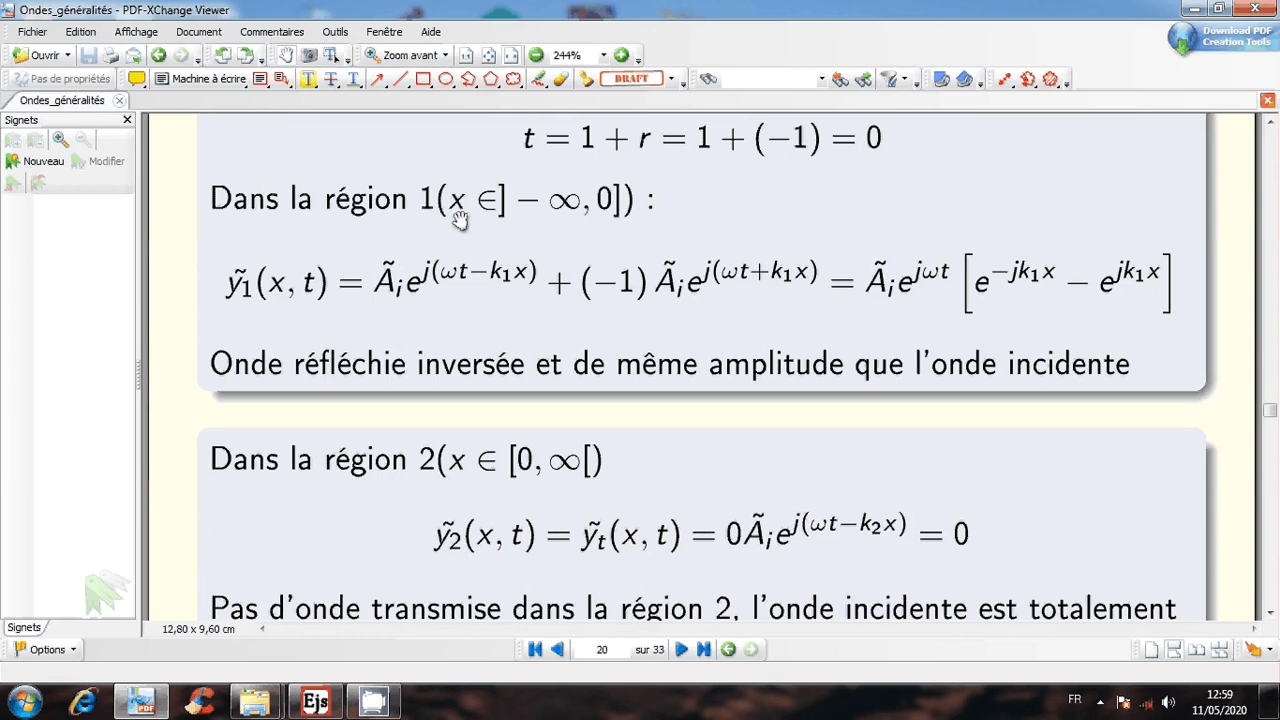 Ondes_généralités - PDF-XChange Viewer
Fichier Edition Affichage Document Commentaires Outils Fenêtre Aide
Download PDF
Creation Tools
Ouvrir Zoom avant 244%
Pas de propriétés Machine à écrire DRAFT
Ondes_généralités
Signets
Nouveau Modifier
t = 1 + r = 1 + (−1) = 0
Dans la région 1(x ∈] − ∞, 0]) :
ỹ₁(x, t) = Ãᵢe^{j(ωt−k₁x)} + (−1) Ãᵢe^{j(ωt+k₁x)} = Ãᵢe^{jωt} [e^{−jk₁x} − e^{jk₁x}]
Onde réfléchie inversée et de même amplitude que l'onde incidente
Dans la région 2(x ∈ [0, ∞[)
ỹ₂(x, t) = ỹₜ(x, t) = 0Ãᵢe^{j(ωt−k₂x)} = 0
Pas d'onde transmise dans la région 2, l'onde incidente est totalement
Signets
12,80 x 9,60 cm
Options 20 sur 33
Ejs
FR
12:59
11/05/2020